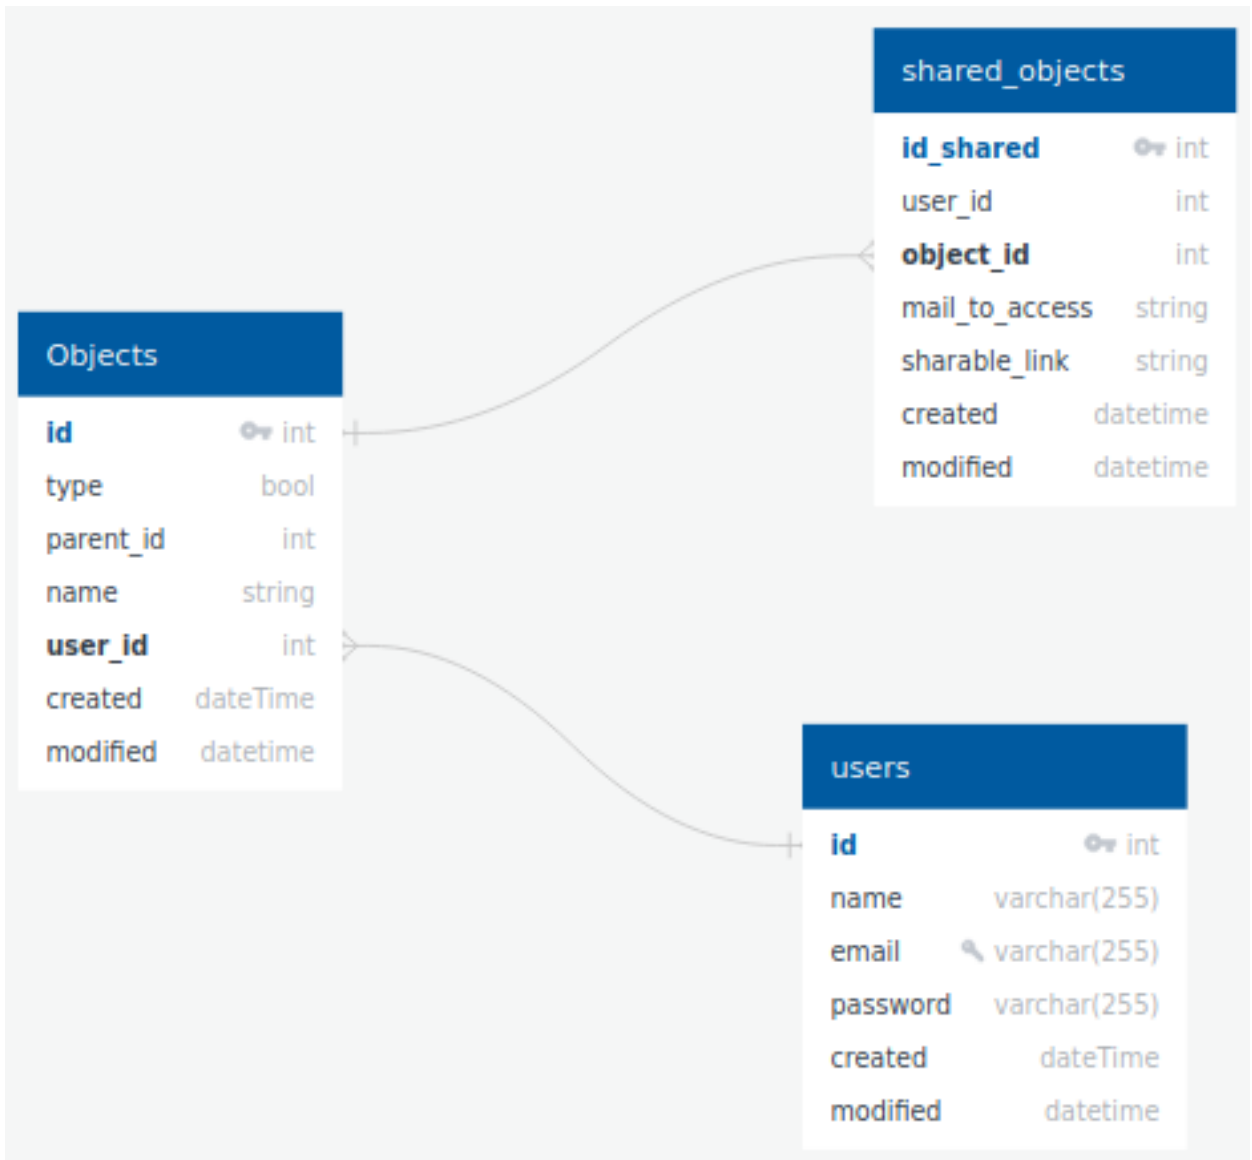 shared_objects
id_shared int
user_id int
object_id int
mail_to_access string
sharable_link string
created datetime
modified datetime
Objects
id int
type bool
parent_id int
name string
user_id int
created dateTime
modified datetime
users
id int
name varchar(255)
email varchar(255)
password varchar(255)
created dateTime
modified datetime